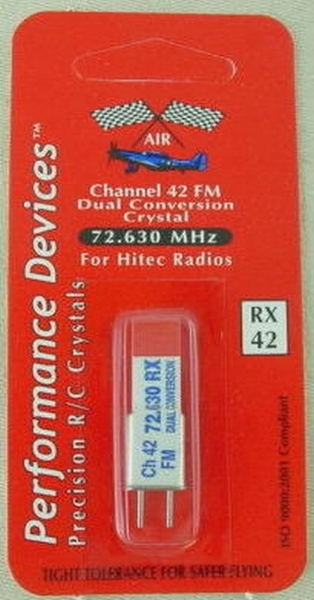 AIR
Channel 42 FM
Dual Conversion
Crystal
72.630 MHz
For Hitec Radios
Performance Devices™
Precision R/C Crystals
RX
42
Ch 42 72.630 RX
FM DUAL CONVERSION
ISO 9000:2001 Compliant
TIGHT TOLERANCE FOR SAFER FLYING